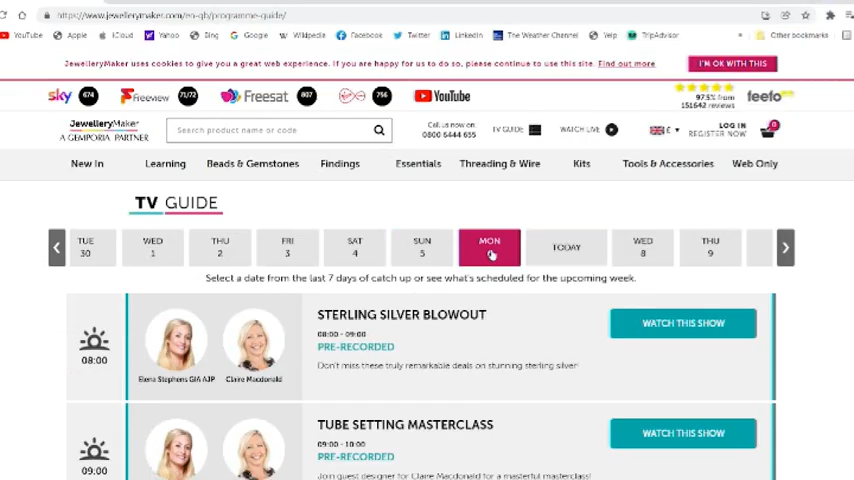 https://www.jewellerymaker.com/en-gb/programme-guide/
YouTube Apple iCloud Yahoo Bing Google Wikipedia Facebook Twitter LinkedIn The Weather Channel Yelp TripAdvisor » Other bookmarks
JewelleryMaker uses cookies to give you a great web experience. If you are happy for us to do so, please continue to use this site. Find out more
I'M OK WITH THIS
sky 674 Freeview 71/72 Freesat 807 756 YouTube
97.5% from
151642 reviews
feefo
JewelleryMaker
A GEMPORIA PARTNER
Search product name or code
Call us now on
0800 6444 655
TV GUIDE
WATCH LIVE
£
LOG IN
REGISTER NOW
0
New In Learning Beads & Gemstones Findings Essentials Threading & Wire Kits Tools & Accessories Web Only
TV GUIDE
TUE WED THU FRI SAT SUN MON TODAY WED THU
30 1 2 3 4 5 8 9
Select a date from the last 7 days of catch up or see what's scheduled for the upcoming week.
08:00
Elena Stephens GIA AJP
Claire Macdonald
STERLING SILVER BLOWOUT
08:00 - 09:00
PRE-RECORDED
Don't miss these truly remarkable deals on stunning sterling silver!
WATCH THIS SHOW
09:00
TUBE SETTING MASTERCLASS
09:00 - 10:00
PRE-RECORDED
Join guest designer for Claire Macdonald for a masterful masterclass!
WATCH THIS SHOW